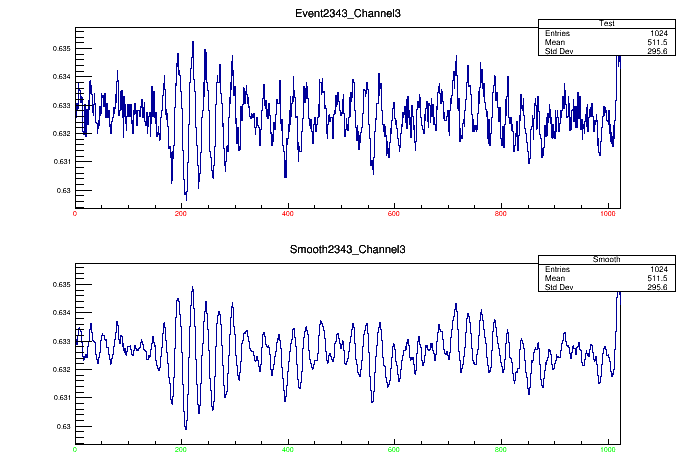 Event2343_Channel3
Test
Entries 1024
Mean 511.5
Std Dev 295.6
0.635
0.634
0.633
0.632
0.631
0.63
0 200 400 600 800 1000
Smooth2343_Channel3
Smooth
Entries 1024
Mean 511.5
Std Dev 295.6
0.635
0.634
0.633
0.632
0.631
0.63
0 200 400 600 800 1000